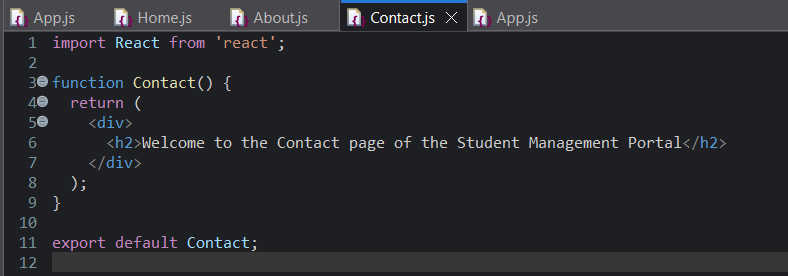 App.js Home.js About.js Contact.js App.js
1 import React from 'react';
2
3 function Contact() {
4   return (
5     <div>
6       <h2>Welcome to the Contact page of the Student Management Portal</h2>
7     </div>
8   );
9 }
10
11 export default Contact;
12